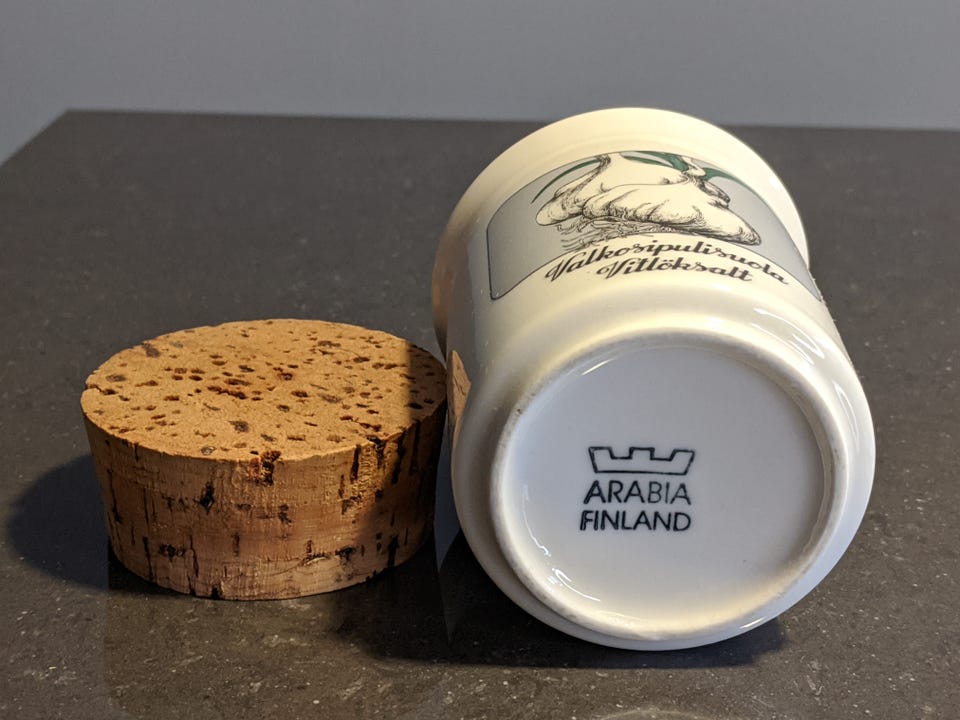 Valkosipulisuola
Vitlöksalt
ARABIA
FINLAND